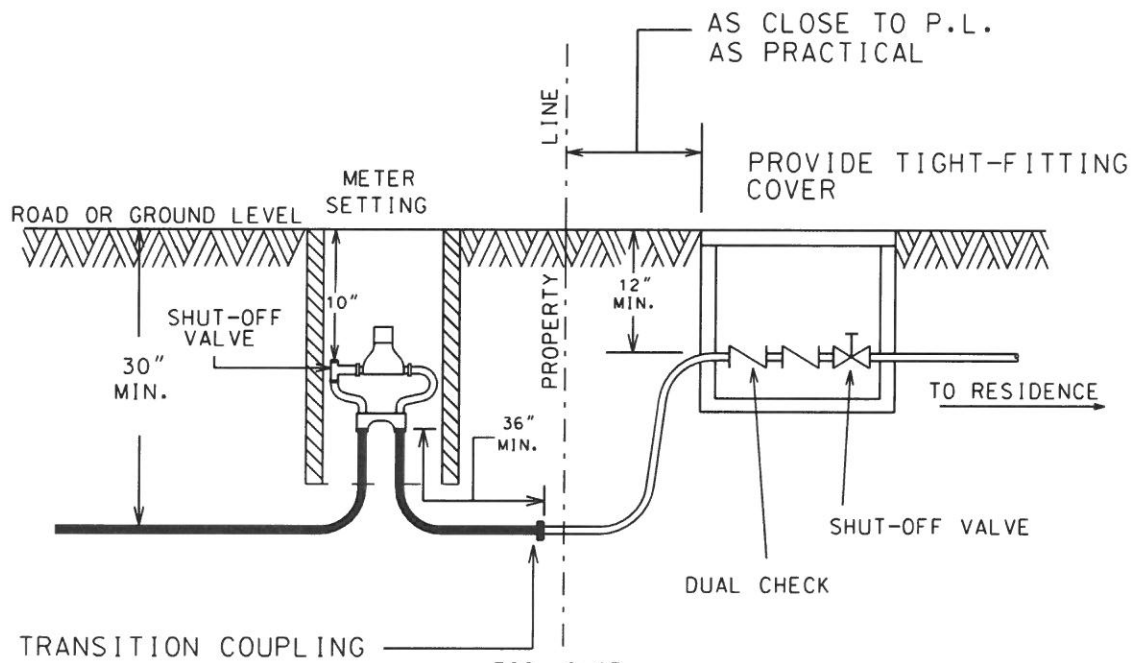 AS CLOSE TO P.L.
AS PRACTICAL
LINE
PROVIDE TIGHT-FITTING
COVER
METER
SETTING
ROAD OR GROUND LEVEL
10"
12"
MIN.
SHUT-OFF
VALVE
30"
MIN.
PROPERTY
TO RESIDENCE
36"
MIN.
SHUT-OFF VALVE
DUAL CHECK
TRANSITION COUPLING